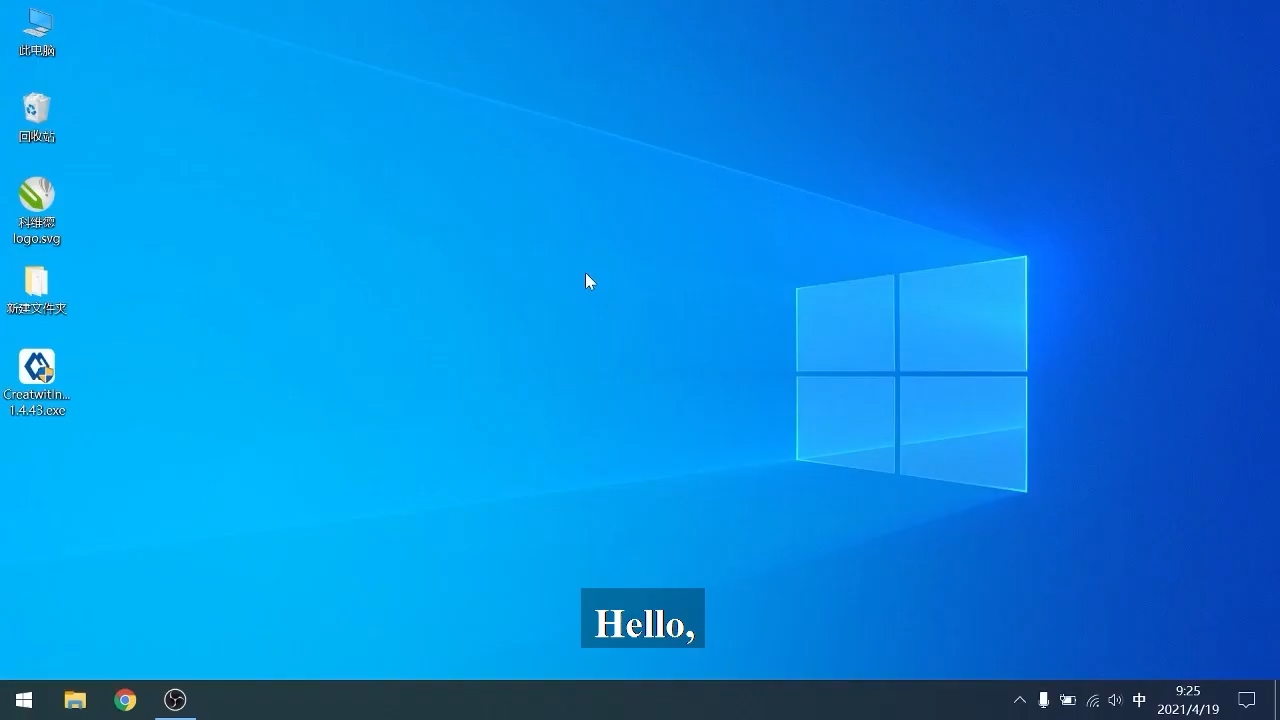 此电脑
回收站
科维德
logo.svg
新建文件夹
CreatwitIn...
1.4.43.exe
Hello,
中
9:25
2021/4/19